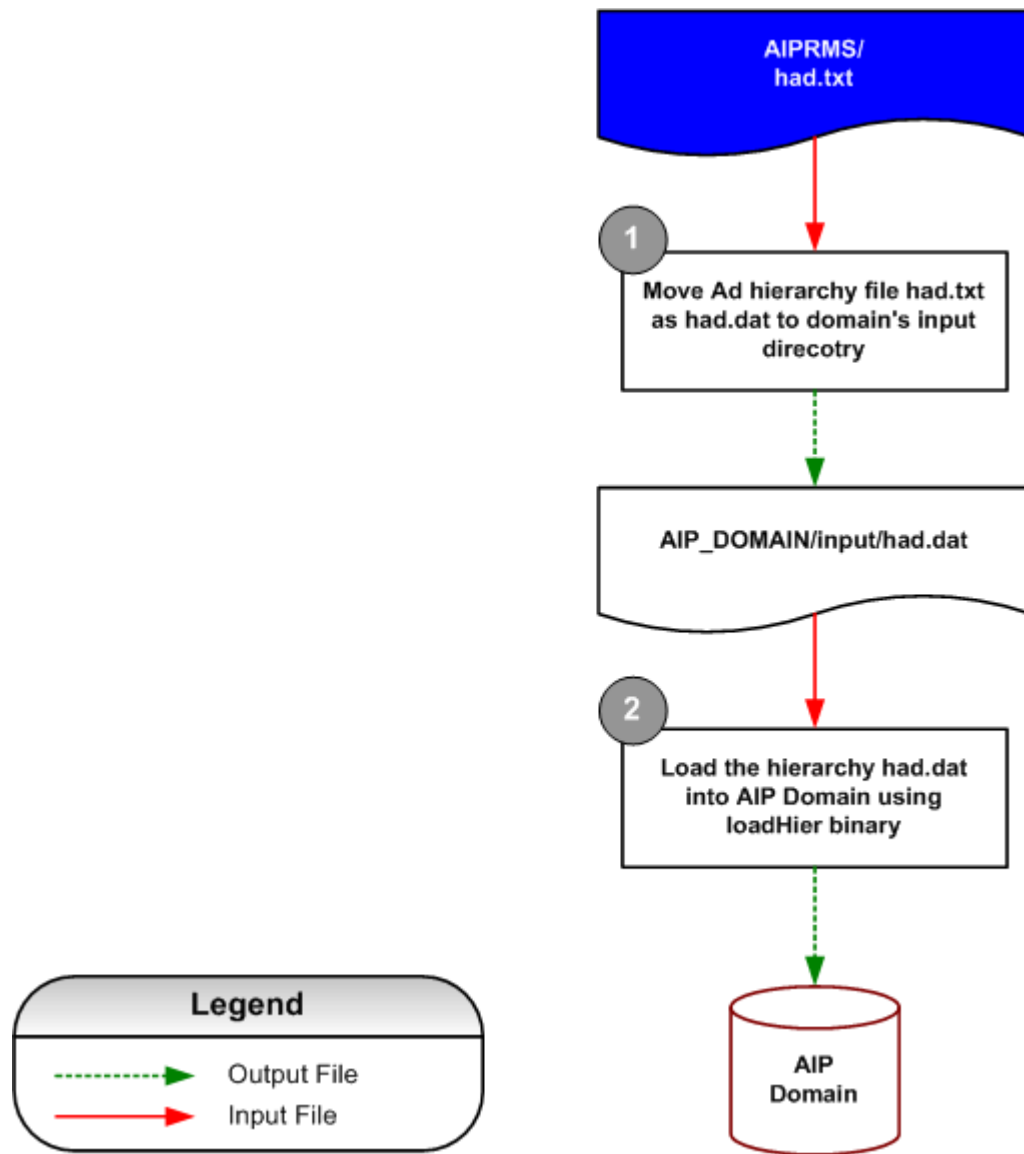 AIPRMS/
had.txt
1
Move Ad hierarchy file had.txt
as had.dat to domain's input
direcotry
AIP_DOMAIN/input/had.dat
2
Load the hierarchy had.dat
into AIP Domain using
loadHier binary
AIP
Domain
Legend
Output File
Input File